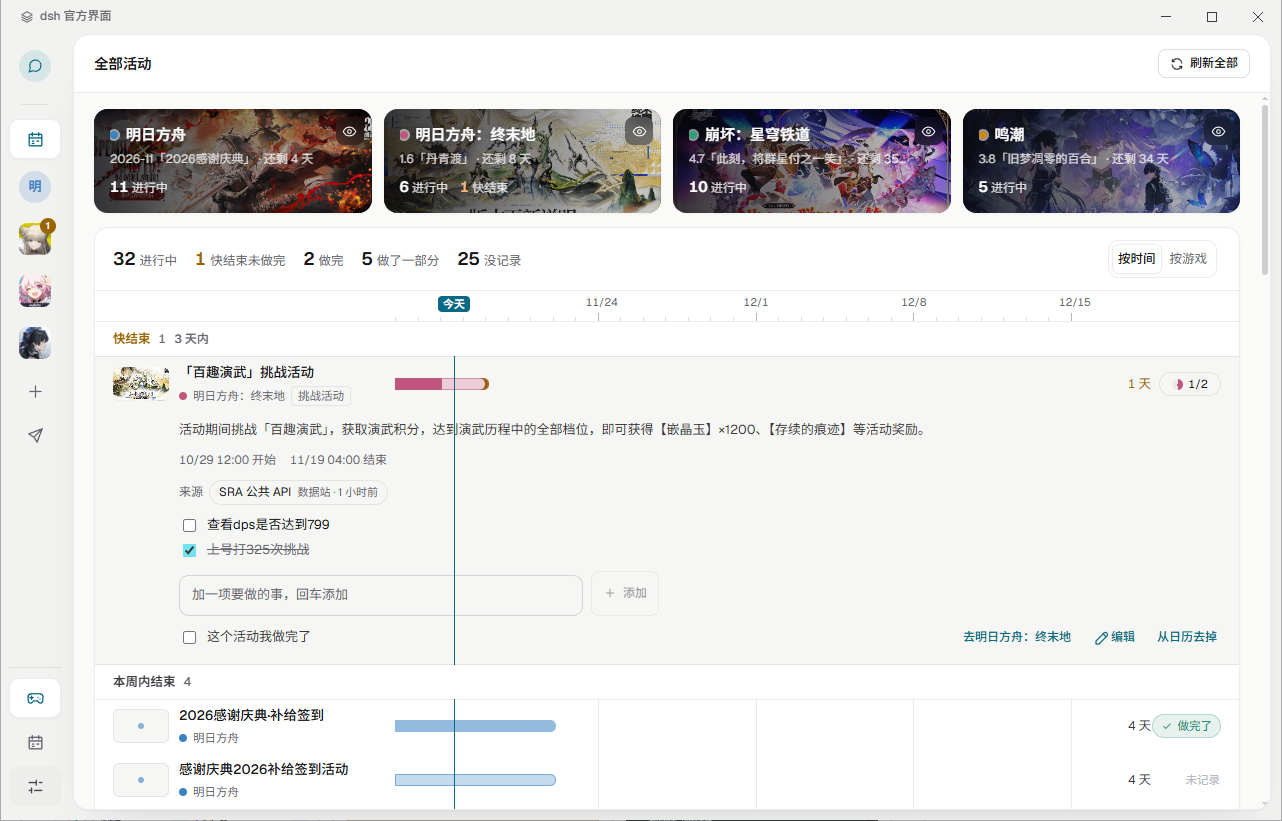 dsh 官方界面
全部活动
刷新全部
明日方舟
2026-11「2026感谢庆典」 · 还剩 4 天
11 进行中
明日方舟：终末地
1.6「丹青渡」 · 还剩 8 天
6 进行中 1 快结束
崩坏：星穹铁道
4.7「此刻，将群星付之一笑」 · 还剩 35…
10 进行中
鸣潮
3.8「旧梦凋零的百合」 · 还剩 34 天
5 进行中
明
1
32 进行中 1 快结束未做完 2 做完 5 做了一部分 25 没记录
按时间 按游戏
今天 11/24 12/1 12/8 12/15
快结束 1 3 天内
「百趣演武」挑战活动
明日方舟：终末地 挑战活动
1 天 1/2
活动期间挑战「百趣演武」，获取演武积分，达到演武历程中的全部档位，即可获得【嵌晶玉】×1200、【存续的痕迹】等活动奖励。
10/29 12:00 开始 11/19 04:00 结束
来源 SRA 公共 API 数据站 · 1 小时前
查看dps是否达到799
上号打325次挑战
加一项要做的事，回车添加
+ 添加
这个活动我做完了
去明日方舟：终末地 编辑 从日历去掉
本周内结束 4
2026感谢庆典·补给签到
明日方舟
4 天 做完了
感谢庆典2026补给签到活动
明日方舟
4 天 未记录